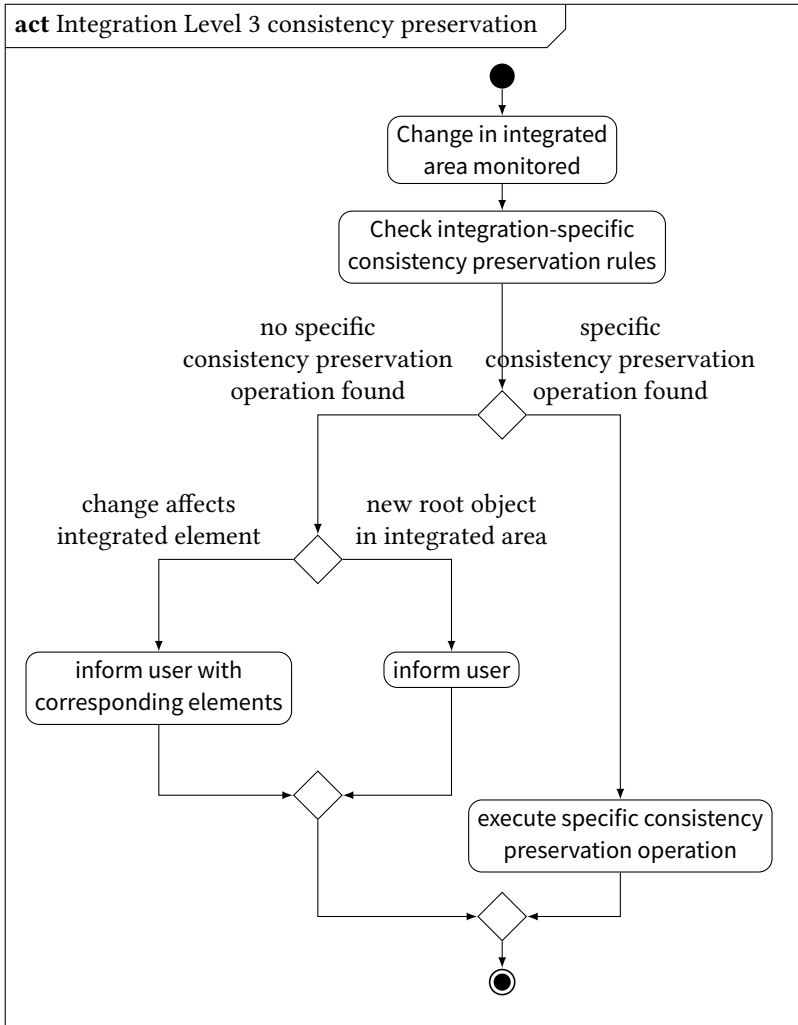 act Integration Level 3 consistency preservation
Change in integrated
area monitored
Check integration-specific
consistency preservation rules
no specific
consistency preservation
operation found
specific
consistency preservation
operation found
change affects
integrated element
new root object
in integrated area
inform user with
corresponding elements
inform user
execute specific consistency
preservation operation